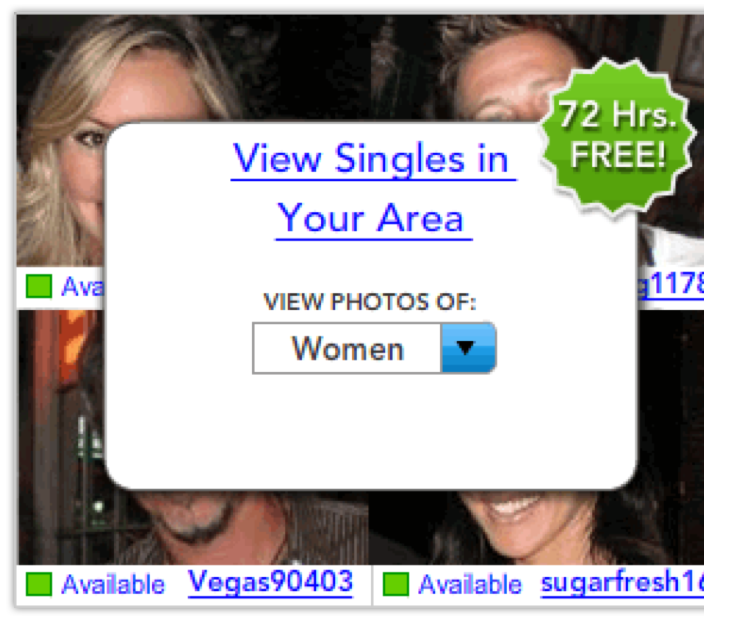 72 Hrs.
FREE!
View Singles in
Your Area
VIEW PHOTOS OF:
Women
Ava
g1178
Available Vegas90403
Available sugarfresh16